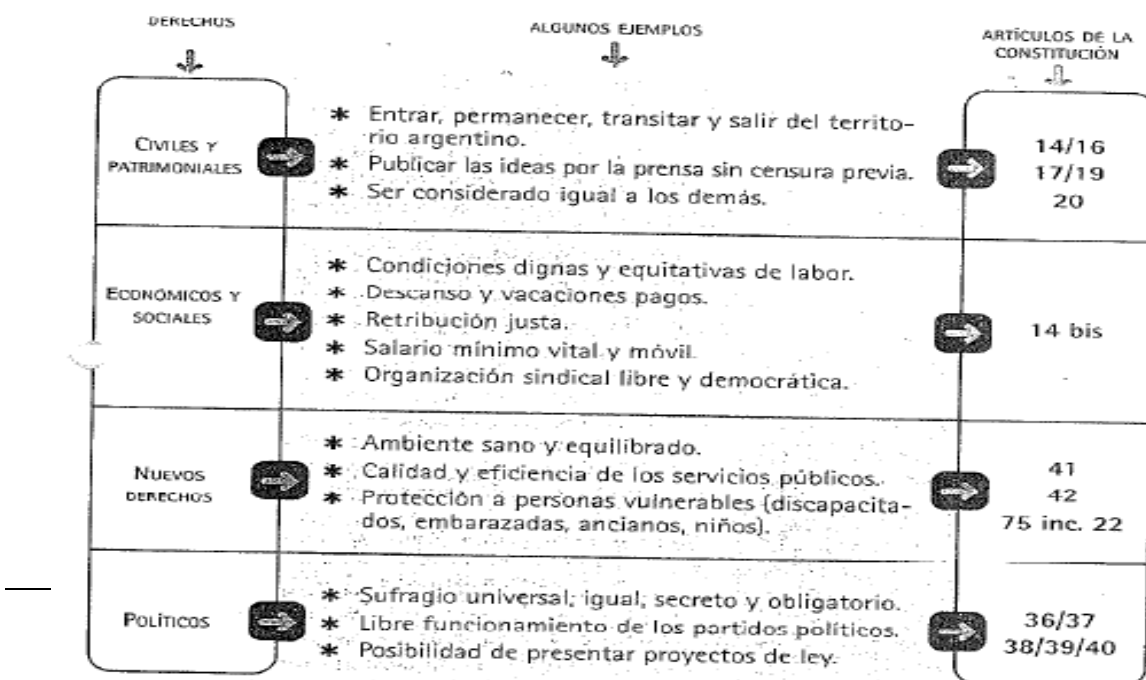 DERECHOS
ALGUNOS EJEMPLOS
ARTÍCULOS DE LA
CONSTITUCIÓN
CIVILES Y
PATRIMONIALES
* Entrar, permanecer, transitar y salir del territo-
rio argentino.
* Publicar las ideas por la prensa sin censura previa.
* Ser considerado igual a los demás.
14/16
17/19
20
ECONÓMICOS Y
SOCIALES
* Condiciones dignas y equitativas de labor.
* Descanso y vacaciones pagos.
* Retribución justa.
* Salario mínimo vital y móvil.
* Organización sindical libre y democrática.
14 bis
NUEVOS
DERECHOS
* Ambiente sano y equilibrado.
* Calidad y eficiencia de los servicios públicos.
* Protección a personas vulnerables (discapacita-
dos, embarazadas, ancianos, niños).
41
42
75 inc. 22
POLÍTICOS
* Sufragio universal, igual, secreto y obligatorio.
* Libre funcionamiento de los partidos políticos.
* Posibilidad de presentar proyectos de ley.
36/37
38/39/40